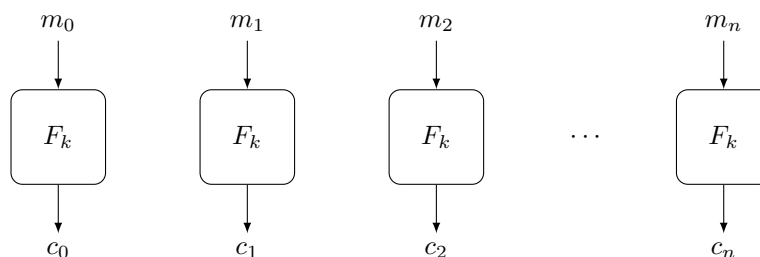 m₀ m₁ m₂ mₙ
Fₖ Fₖ Fₖ ··· Fₖ
c₀ c₁ c₂ cₙ